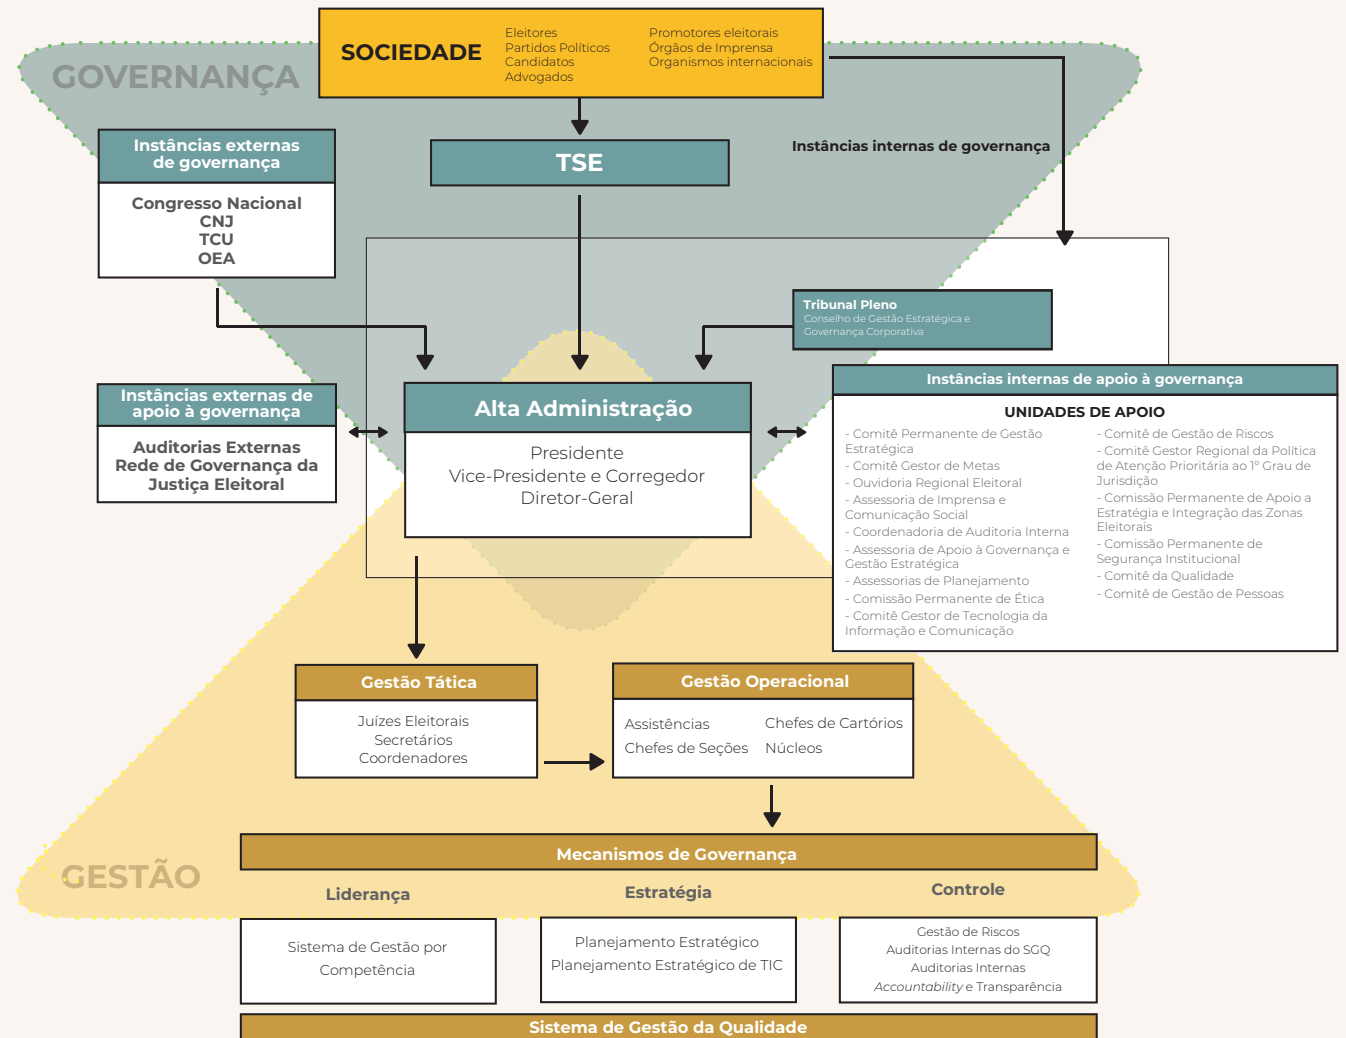 GOVERNANÇA
SOCIEDADE
Eleitores
Partidos Políticos
Candidatos
Advogados
Promotores eleitorais
Órgãos de Imprensa
Organismos internacionais
Instâncias externas
de governança
Congresso Nacional
CNJ
TCU
OEA
TSE
Instâncias internas de governança
Tribunal Pleno
Conselho de Gestão Estratégica e
Governança Corporativa
Instâncias externas de
apoio à governança
Auditorias Externas
Rede de Governança da
Justiça Eleitoral
Alta Administração
Presidente
Vice-Presidente e Corregedor
Diretor-Geral
Instâncias internas de apoio à governança
UNIDADES DE APOIO
- Comitê Permanente de Gestão
Estratégica
- Comitê Gestor de Metas
- Ouvidoria Regional Eleitoral
- Assessoria de Imprensa e
Comunicação Social
- Coordenadoria de Auditoria Interna
- Assessoria de Apoio à Governança e
Gestão Estratégica
- Assessorias de Planejamento
- Comissão Permanente de Ética
- Comitê Gestor de Tecnologia da
Informação e Comunicação
- Comitê de Gestão de Riscos
- Comitê Gestor Regional da Política
de Atenção Prioritária ao 1º Grau de
Jurisdição
- Comissão Permanente de Apoio a
Estratégia e Integração das Zonas
Eleitorais
- Comissão Permanente de
Segurança Institucional
- Comitê da Qualidade
- Comitê de Gestão de Pessoas
Gestão Tática
Juízes Eleitorais
Secretários
Coordenadores
Gestão Operacional
Assistências
Chefes de Seções
Chefes de Cartórios
Núcleos
GESTÃO
Mecanismos de Governança
Liderança
Estratégia
Controle
Sistema de Gestão por
Competência
Planejamento Estratégico
Planejamento Estratégico de TIC
Gestão de Riscos
Auditorias Internas do SGQ
Auditorias Internas
Accountability e Transparência
Sistema de Gestão da Qualidade